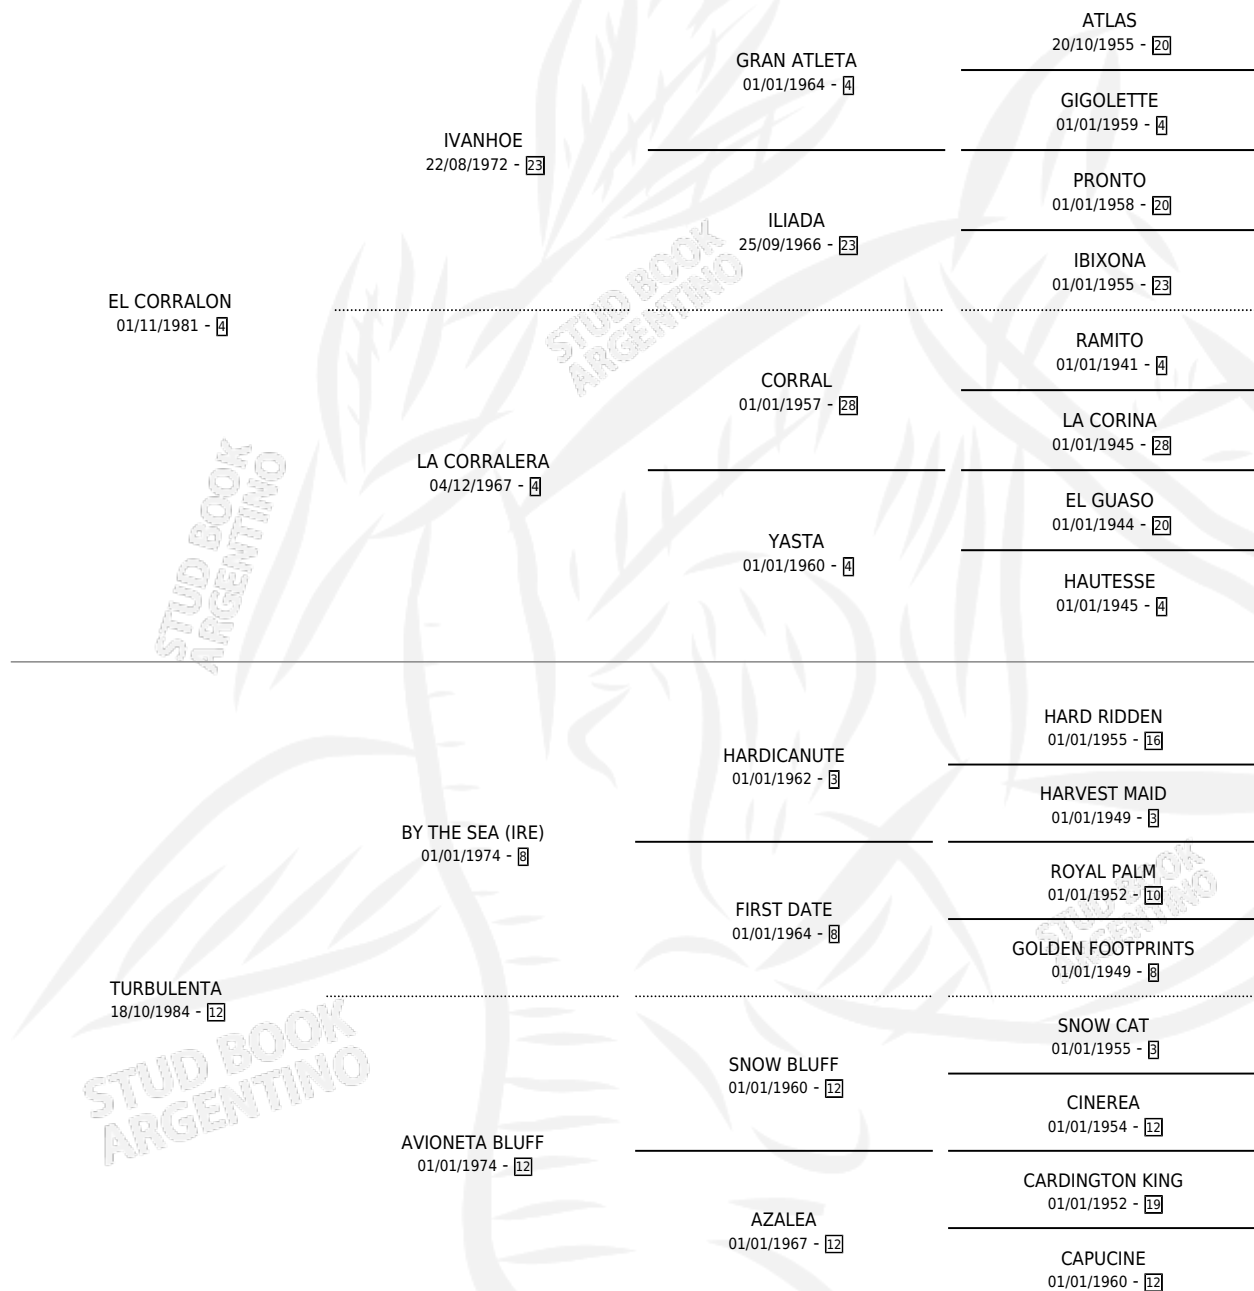 ATLAS
20/10/1955 - 20
GRAN ATLETA
01/01/1964 - 4
GIGOLETTE
01/01/1959 - 4
IVANHOE
22/08/1972 - 23
PRONTO
01/01/1958 - 20
ILIADA
25/09/1966 - 23
IBIXONA
01/01/1955 - 23
EL CORRALON
01/11/1981 - 4
RAMITO
01/01/1941 - 4
CORRAL
01/01/1957 - 28
LA CORINA
01/01/1945 - 28
LA CORRALERA
04/12/1967 - 4
EL GUASO
01/01/1944 - 20
YASTA
01/01/1960 - 4
HAUTESSE
01/01/1945 - 4
STUD BOOK
ARGENTINO
STUD BOOK
ARGENTINO
HARD RIDDEN
01/01/1955 - 16
HARDICANUTE
01/01/1962 - 3
HARVEST MAID
01/01/1949 - 3
BY THE SEA (IRE)
01/01/1974 - 8
ROYAL PALM
01/01/1952 - 10
FIRST DATE
01/01/1964 - 8
GOLDEN FOOTPRINTS
01/01/1949 - 8
TURBULENTA
18/10/1984 - 12
SNOW CAT
01/01/1955 - 3
SNOW BLUFF
01/01/1960 - 12
CINEREA
01/01/1954 - 12
AVIONETA BLUFF
01/01/1974 - 12
CARDINGTON KING
01/01/1952 - 19
AZALEA
01/01/1967 - 12
CAPUCINE
01/01/1960 - 12
STUD BOOK
ARGENTINO
STUD BOOK
ARGENTINO